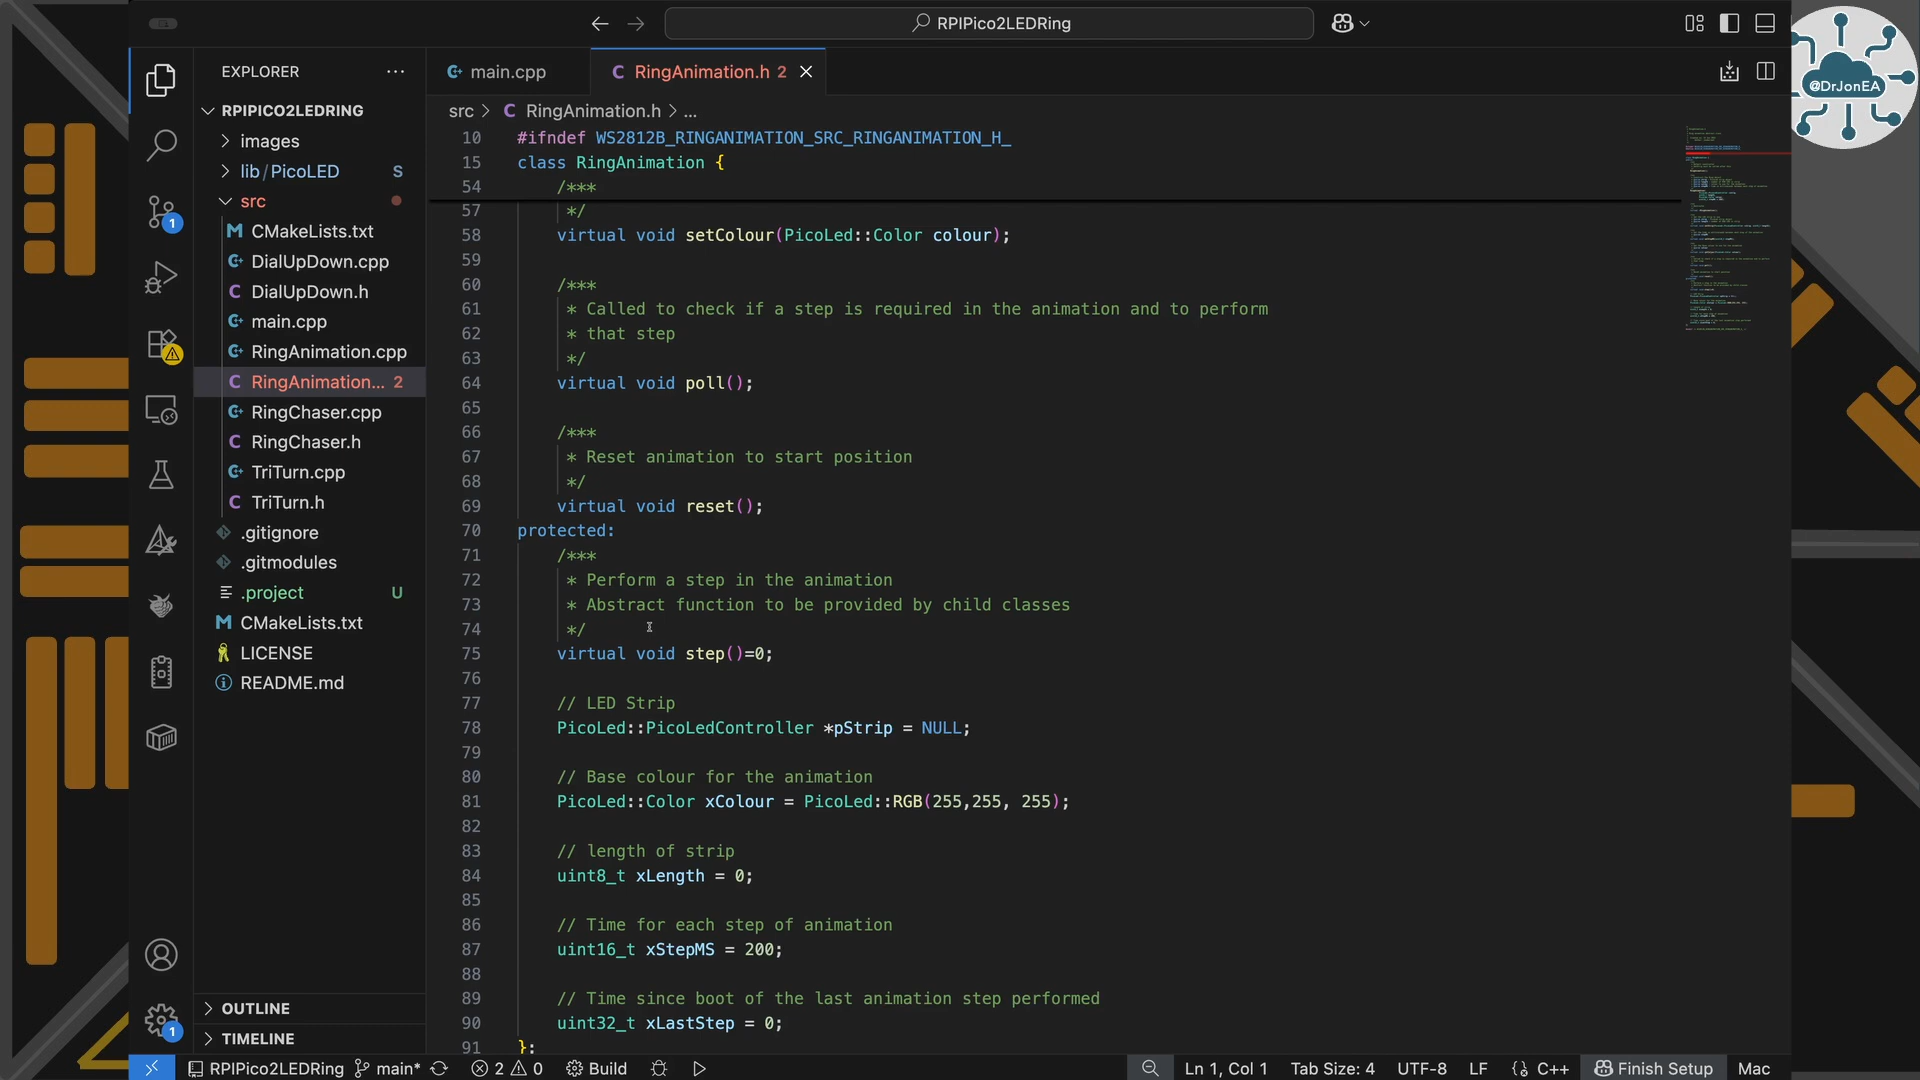 RPIPico2LEDRing
@DrJonEA
EXPLORER
main.cpp
RingAnimation.h 2
RPIPICO2LEDRING
images
lib/PicoLED S
src
CMakeLists.txt
DialUpDown.cpp
DialUpDown.h
main.cpp
RingAnimation.cpp
RingAnimation... 2
RingChaser.cpp
RingChaser.h
TriTurn.cpp
TriTurn.h
.gitignore
.gitmodules
.project U
CMakeLists.txt
LICENSE
README.md
OUTLINE
TIMELINE
1
1
src > RingAnimation.h > ...
10 #ifndef WS2812B_RINGANIMATION_SRC_RINGANIMATION_H_
15 class RingAnimation {
54 /***
57 */
58 virtual void setColour(PicoLed::Color colour);
59
60 /***
61 * Called to check if a step is required in the animation and to perform
62 * that step
63 */
64 virtual void poll();
65
66 /***
67 * Reset animation to start position
68 */
69 virtual void reset();
70 protected:
71 /***
72 * Perform a step in the animation
73 * Abstract function to be provided by child classes
74 */
75 virtual void step()=0;
76
77 // LED Strip
78 PicoLed::PicoLedController *pStrip = NULL;
79
80 // Base colour for the animation
81 PicoLed::Color xColour = PicoLed::RGB(255,255, 255);
82
83 // length of strip
84 uint8_t xLength = 0;
85
86 // Time for each step of animation
87 uint16_t xStepMS = 200;
88
89 // Time since boot of the last animation step performed
90 uint32_t xLastStep = 0;
91 };
RPIPico2LEDRing main* 2 0 Build Ln 1, Col 1 Tab Size: 4 UTF-8 LF {} C++ Finish Setup Mac